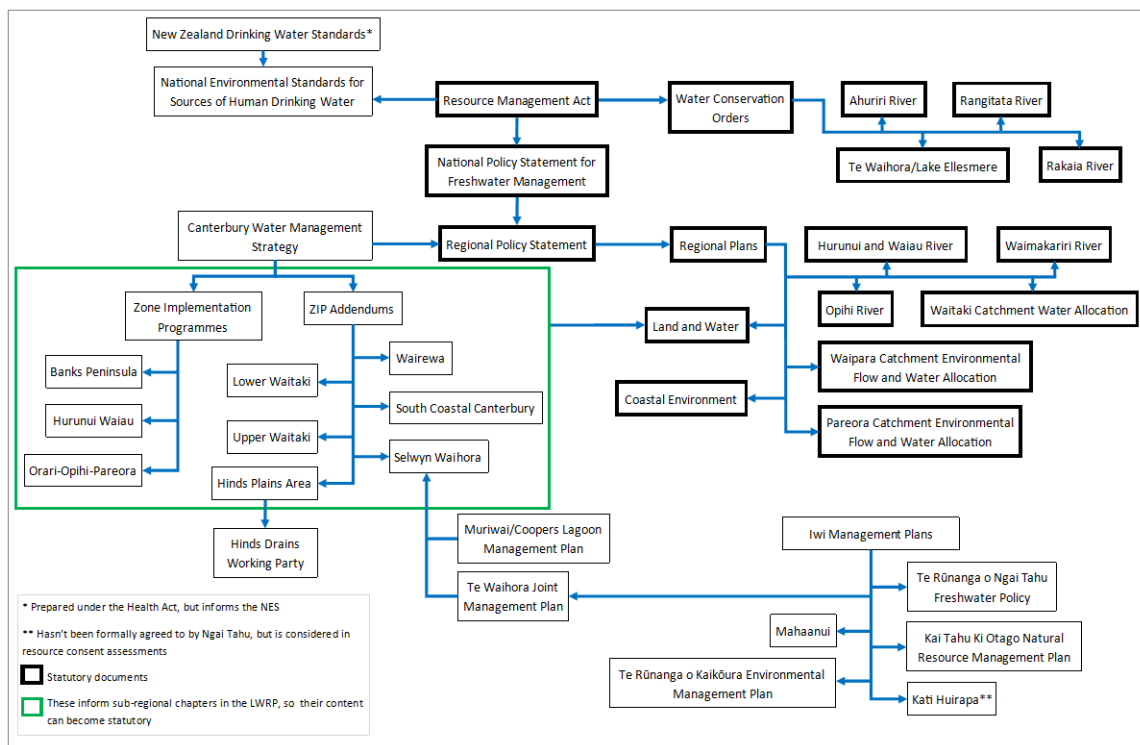 New Zealand Drinking Water Standards*
National Environmental Standards for
Sources of Human Drinking Water
Resource Management Act
Water Conservation
Orders
Ahuriri River
Rangitata River
Te Waihora/Lake Ellesmere
Rakaia River
National Policy Statement for
Freshwater Management
Canterbury Water Management
Strategy
Regional Policy Statement
Regional Plans
Hurunui and Waiau River
Waimakariri River
Opihi River
Waitaki Catchment Water Allocation
Zone Implementation
Programmes
ZIP Addendums
Land and Water
Waipara Catchment Environmental
Flow and Water Allocation
Coastal Environment
Pareora Catchment Environmental
Flow and Water Allocation
Banks Peninsula
Hurunui Waiau
Orari-Opihi-Pareora
Wairewa
Lower Waitaki
South Coastal Canterbury
Upper Waitaki
Selwyn Waihora
Hinds Plains Area
Hinds Drains
Working Party
Muriwai/Coopers Lagoon
Management Plan
Te Waihora Joint
Management Plan
Iwi Management Plans
Te Rūnanga o Ngai Tahu
Freshwater Policy
Mahaanui
Kai Tahu Ki Otago Natural
Resource Management Plan
Te Rūnanga o Kaikōura Environmental
Management Plan
Kati Huirapa**
* Prepared under the Health Act, but informs the NES
** Hasn't been formally agreed to by Ngai Tahu, but is considered in
resource consent assessments
Statutory documents
These inform sub-regional chapters in the LWRP, so their content
can become statutory